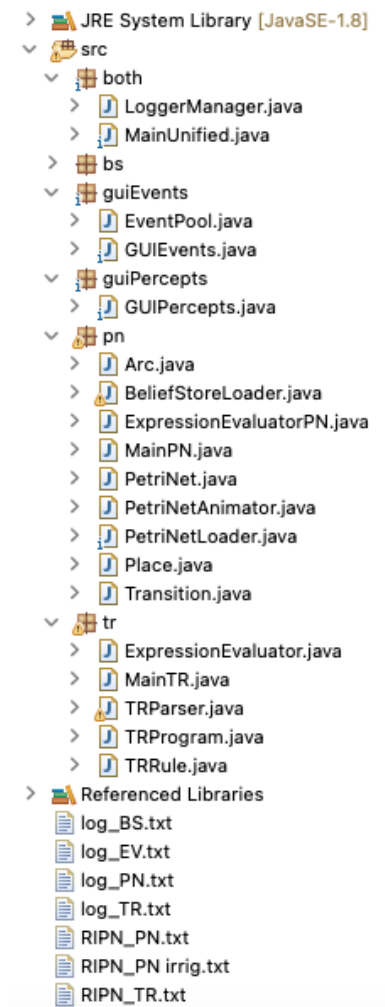 JRE System Library [JavaSE-1.8]
src
both
LoggerManager.java
MainUnified.java
bs
guiEvents
EventPool.java
GUIEvents.java
guiPercepts
GUIPercepts.java
pn
Arc.java
BeliefStoreLoader.java
ExpressionEvaluatorPN.java
MainPN.java
PetriNet.java
PetriNetAnimator.java
PetriNetLoader.java
Place.java
Transition.java
tr
ExpressionEvaluator.java
MainTR.java
TRParser.java
TRProgram.java
TRRule.java
Referenced Libraries
log_BS.txt
log_EV.txt
log_PN.txt
log_TR.txt
RIPN_PN.txt
RIPN_PN irrig.txt
RIPN_TR.txt